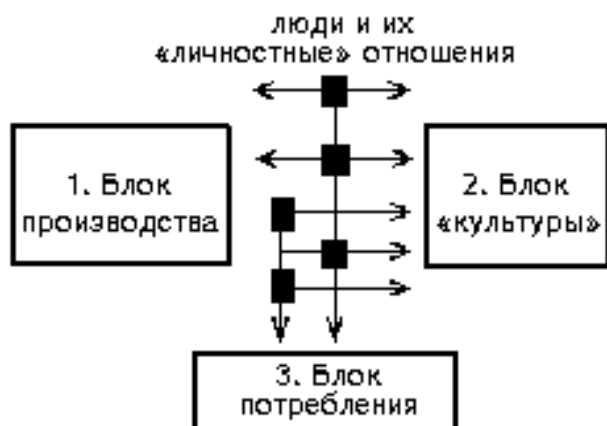 люди и их
«личностные» отношения
1. Блок
производства
2. Блок
«культуры»
3. Блок
потребления